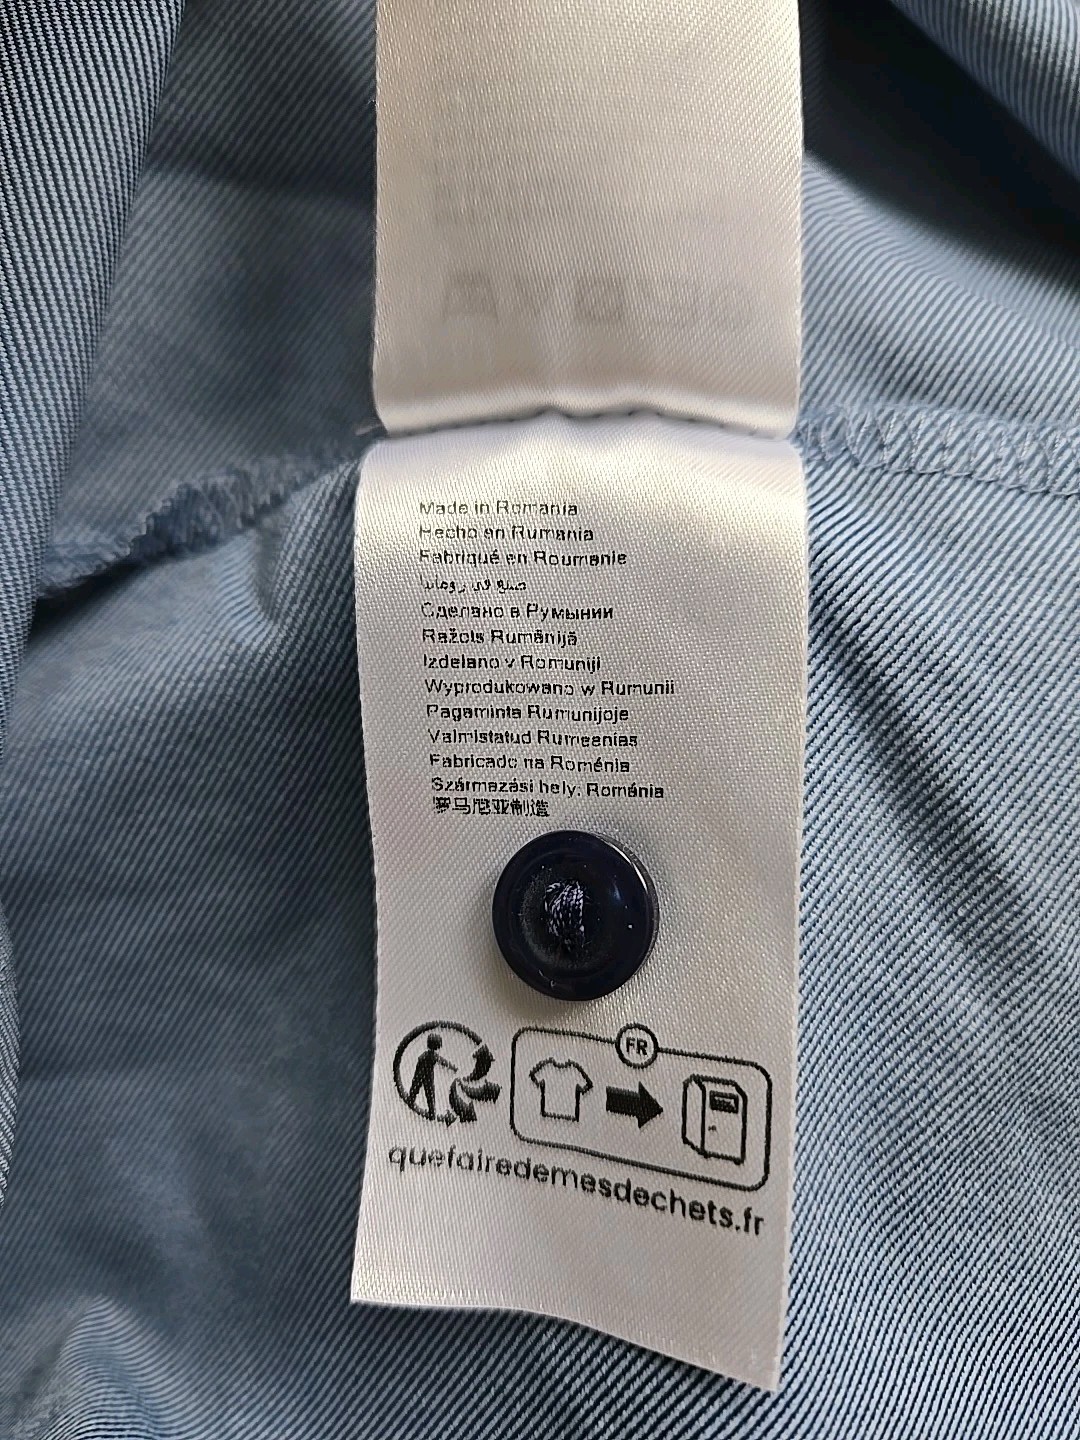 Made in Romania
Hecho en Rumania
Fabriqué en Roumanie
صنع في رومانيا
Сделано в Румынии
Ražots Rumānijā
Izdelano v Romuniji
Wyprodukowano w Rumunii
Pagaminta Rumunijoje
Valmistatud Rumeenias
Fabricado na Roménia
Származási hely: Románia
罗马尼亚制造
FR
quefairedemesdechets.fr